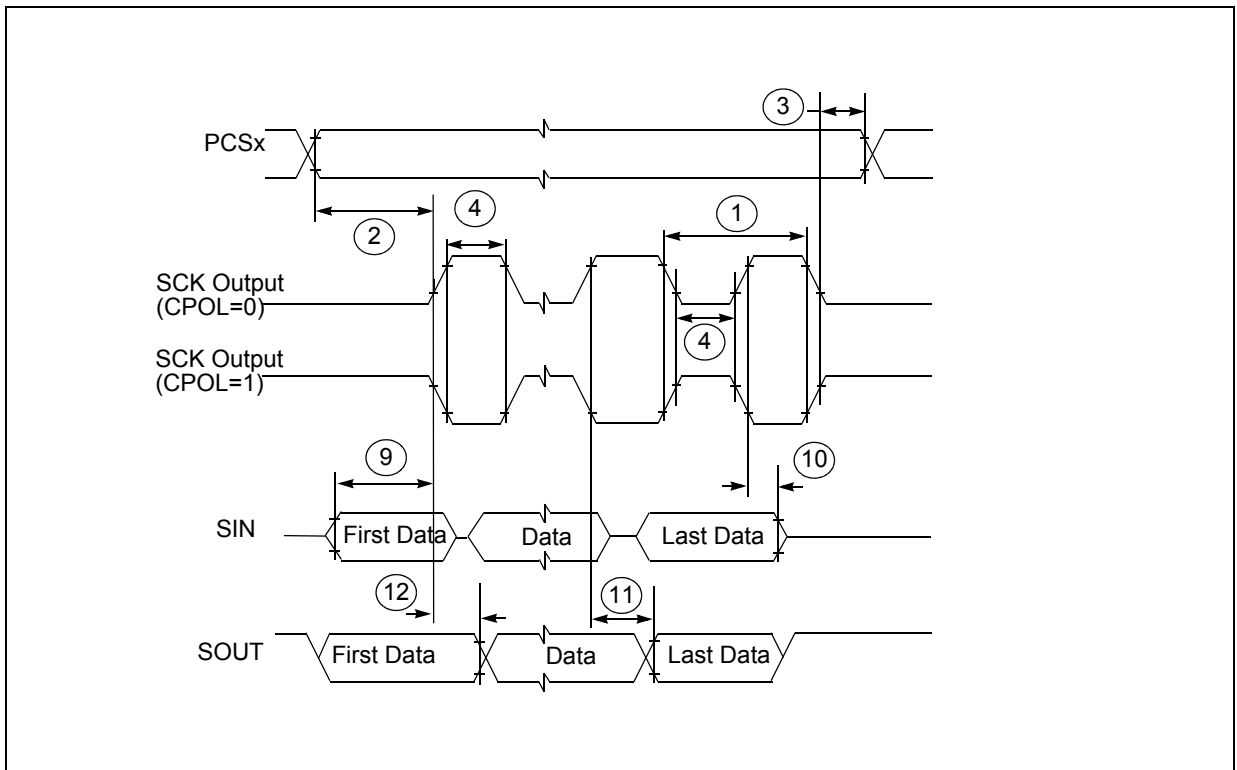 3
PCSx
2
4
1
SCK Output
(CPOL=0)
4
SCK Output
(CPOL=1)
9
10
SIN
First Data
Data
Last Data
12
11
SOUT
First Data
Data
Last Data